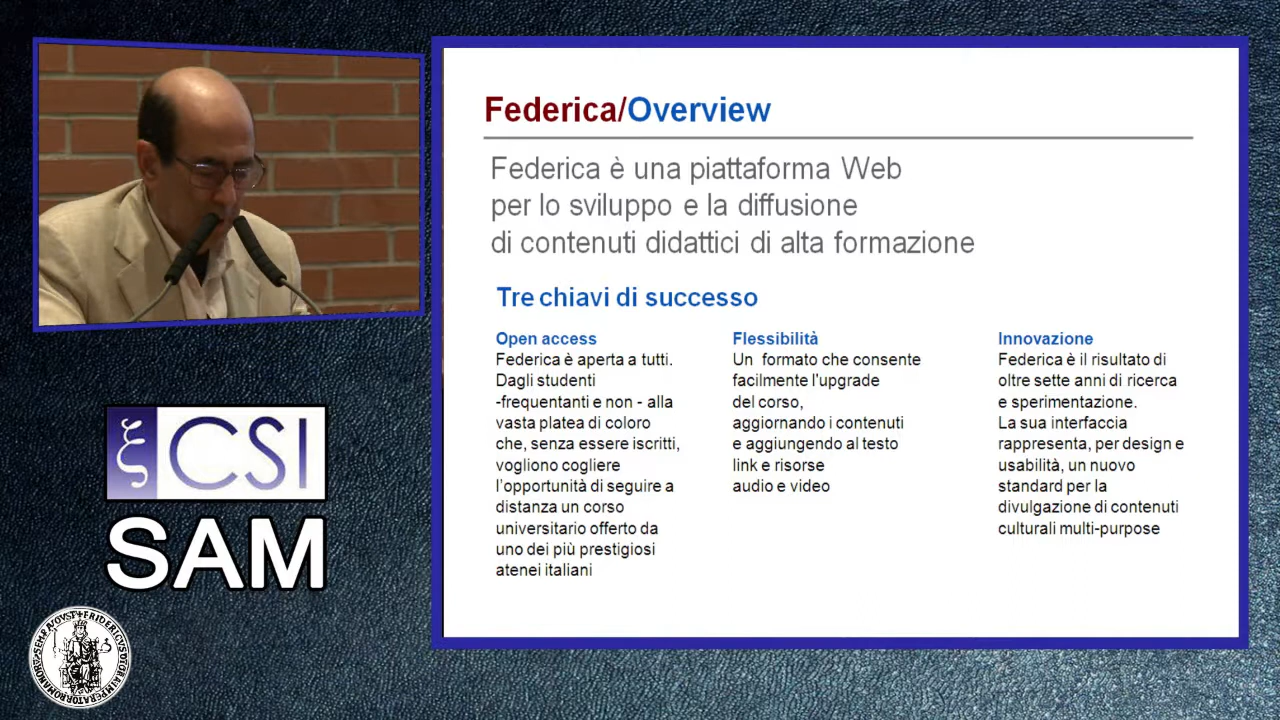 Federica/Overview
Federica è una piattaforma Web
per lo sviluppo e la diffusione
di contenuti didattici di alta formazione
Tre chiavi di successo
Open access
Federica è aperta a tutti.
Dagli studenti
-frequentanti e non - alla
vasta platea di coloro
che, senza essere iscritti,
vogliono cogliere
l'opportunità di seguire a
distanza un corso
universitario offerto da
uno dei più prestigiosi
atenei italiani
Flessibilità
Un formato che consente
facilmente l'upgrade
del corso,
aggiornando i contenuti
e aggiungendo al testo
link e risorse
audio e video
Innovazione
Federica è il risultato di
oltre sette anni di ricerca
e sperimentazione.
La sua interfaccia
rappresenta, per design e
usabilità, un nuovo
standard per la
divulgazione di contenuti
culturali multi-purpose
ξ CSI
SAM